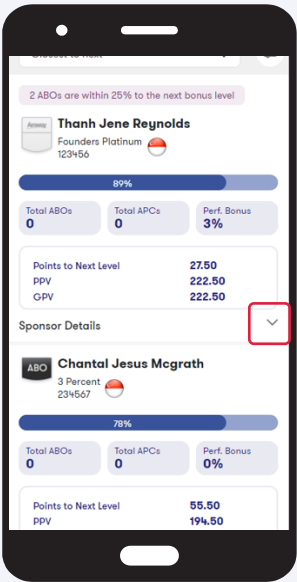 2 ABOs are within 25% to the next bonus level
Amway
Thanh Jene Reynolds
Founders Platinum
123456
89%
Total ABOs
0
Total APCs
0
Perf. Bonus
3%
Points to Next Level 27.50
PPV 222.50
GPV 222.50
Sponsor Details
ABO
Chantal Jesus Mcgrath
3 Percent
234567
78%
Total ABOs
0
Total APCs
0
Perf. Bonus
0%
Points to Next Level 55.50
PPV 194.50